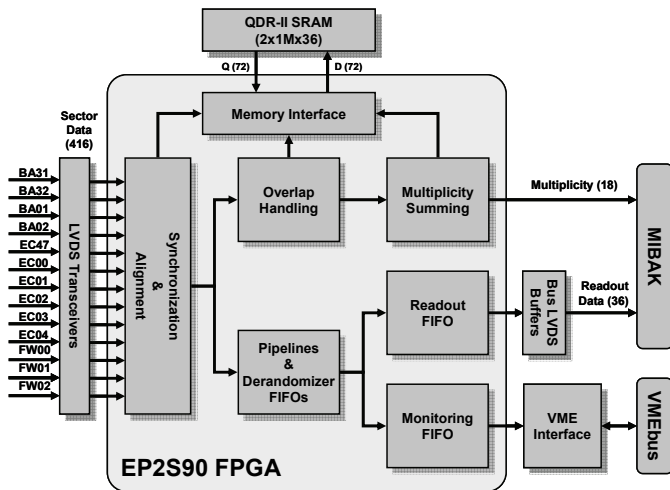 QDR-II SRAM
(2x1Mx36)
Q (72)
D (72)
Sector
Data
(416)
Memory Interface
BA31
BA32
BA01
BA02
EC47
EC00
EC01
EC02
EC03
EC04
FW00
FW01
FW02
LVDS Transceivers
Synchronization
&
Alignment
Overlap
Handling
Multiplicity
Summing
Multiplicity (18)
MIBAK
Readout
FIFO
Bus LVDS
Buffers
Readout
Data (36)
Pipelines
&
Derandomizer
FIFOs
Monitoring
FIFO
VME
Interface
VMEbus
EP2S90 FPGA